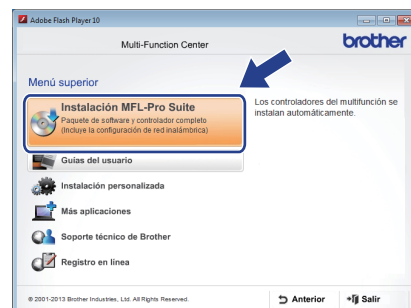 Adobe Flash Player 10
Multi-Function Center
brother
Menú superior
Instalación MFL-Pro Suite
Paquete de software y controlador completo
(Incluye la configuración de red inalámbrica)
Los controladores del multifunción se
instalan automáticamente.
Guías del usuario
Instalación personalizada
Más aplicaciones
Soporte técnico de Brother
Registro en línea
© 2001-2013 Brother Industries, Ltd. All Rights Reserved.
Anterior
Salir